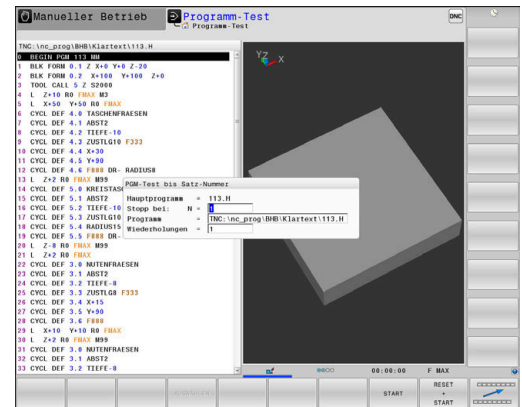 Manueller Betrieb
Programm-Test
Programm-Test
DNC
TNC:\nc_prog\BHB\Klartext\113.H
0 BEGIN PGM 113 MM
1 BLK FORM 0.1 Z X+0 Y+0 Z-20
2 BLK FORM 0.2 X+100 Y+100 Z+0
3 TOOL CALL 5 Z S2000
4 L Z+10 R0 FMAX M3
5 L X+50 Y+50 R0 FMAX
6 CYCL DEF 4.0 TASCHENFRAESEN
7 CYCL DEF 4.1 ABST2
8 CYCL DEF 4.2 TIEFE-10
9 CYCL DEF 4.3 ZUSTLG10 F333
10 CYCL DEF 4.4 X+30
11 CYCL DEF 4.5 Y+90
12 CYCL DEF 4.6 F888 DR- RADIUS8
13 L Z+2 R0 FMAX M99
14 CYCL DEF 5.0 KREISTASC
15 CYCL DEF 5.1 ABST2
16 CYCL DEF 5.2 TIEFE-10
17 CYCL DEF 5.3 ZUSTLG10
18 CYCL DEF 5.4 RADIUS15
19 CYCL DEF 5.5 F888 DR-
20 L Z-8 R0 FMAX M99
21 L Z+2 R0 FMAX
22 CYCL DEF 3.0 NUTENFRAESEN
23 CYCL DEF 3.1 ABST2
24 CYCL DEF 3.2 TIEFE-8
25 CYCL DEF 3.3 ZUSTLG8 F333
26 CYCL DEF 3.4 X+15
27 CYCL DEF 3.5 Y+90
28 CYCL DEF 3.6 F888
29 L X+10 Y+10 R0 FMAX
30 L Z+2 R0 FMAX M99
31 CYCL DEF 3.0 NUTENFRAESEN
32 CYCL DEF 3.1 ABST2
33 CYCL DEF 3.2 TIEFE-8
PGM-Test bis Satz-Nummer
Hauptprogramm = 113.H
Stopp bei: N = 1
Programm = TNC:\nc_prog\BHB\Klartext\113.H
Wiederholungen = 1
YZ X
00:00:00 F MAX
START
RESET
+
START